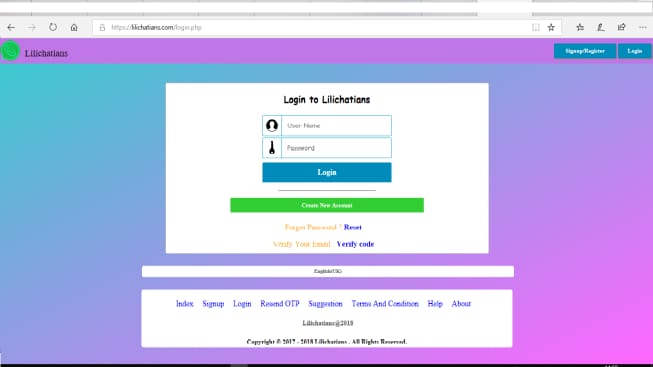 https://lilichatians.com/login.php
Lilichatians
Signup/Register Login
Login to Lilichatians
User Name
Password
Login
Create New Account
Forgot Password ? Reset
Verify Your Email : Verify code
English(UK)
Index Signup Login Resend OTP Suggestion Terms And Condition Help About
Lilichatians@2018
Copyright © 2017 - 2018 Lilichatians . All Rights Reserved.